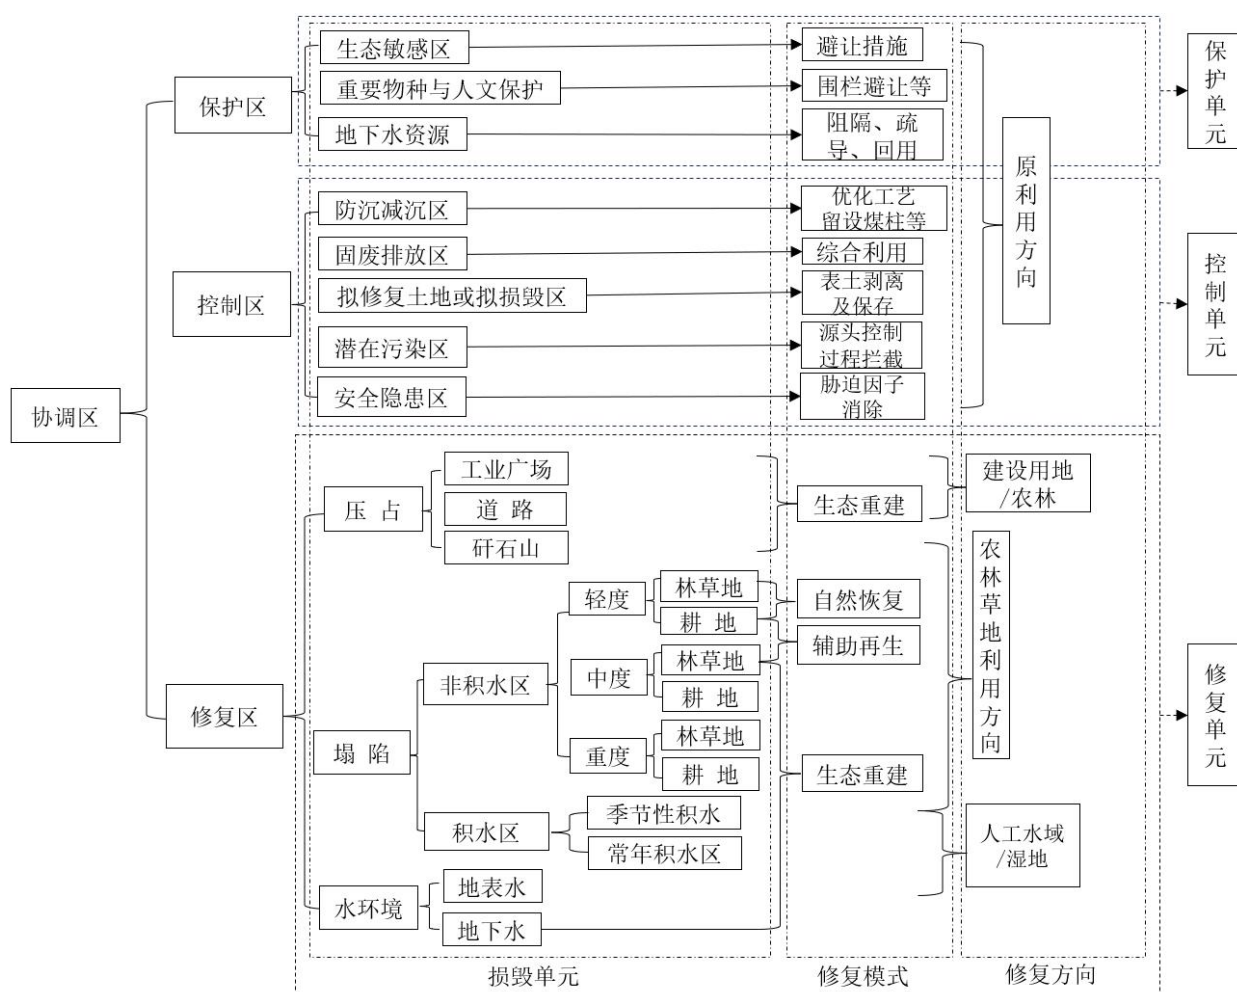 生态敏感区
避让措施
重要物种与人文保护
围栏避让等
地下水资源
阻隔、疏
导、回用
保护区
保护单元
原利用方向
防沉减沉区
优化工艺
留设煤柱等
固废排放区
综合利用
拟修复土地或拟损毁区
表土剥离
及保存
潜在污染区
源头控制
过程拦截
安全隐患区
胁迫因子
消除
控制区
控制单元
协调区
压 占
工业广场
道 路
矸石山
生态重建
建设用地
/农林
修复区
塌 陷
非积水区
轻度
林草地
耕 地
中度
林草地
耕 地
重度
林草地
耕 地
自然恢复
辅助再生
生态重建
农林草地利用方向
积水区
季节性积水
常年积水区
人工水域
/湿地
水环境
地表水
地下水
修复单元
损毁单元
修复模式
修复方向